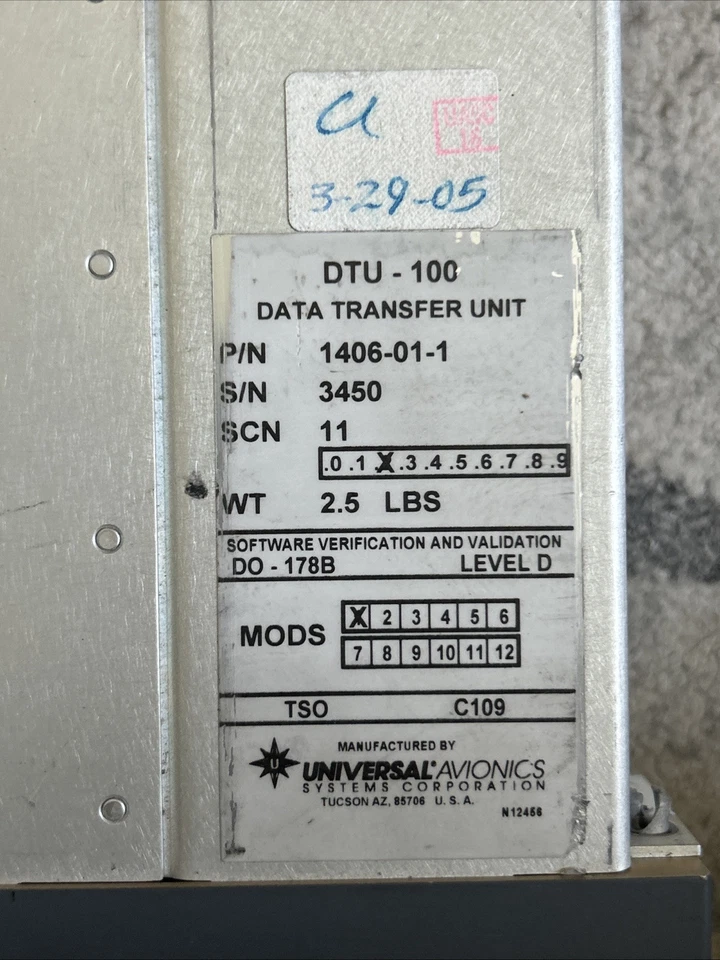 CI
3-29-05
DTU - 100
DATA TRANSFER UNIT
P/N 1406-01-1
S/N 3450
SCN 11
.0 .1 X .3 .4 .5 .6 .7 .8 .9
WT 2.5 LBS
SOFTWARE VERIFICATION AND VALIDATION
DO - 178B LEVEL D
MODS
X 2 3 4 5 6
7 8 9 10 11 12
TSO C109
MANUFACTURED BY
U UNIVERSAL AVIONICS
SYSTEMS CORPORATION
TUCSON AZ, 85706 U.S.A.
N12458